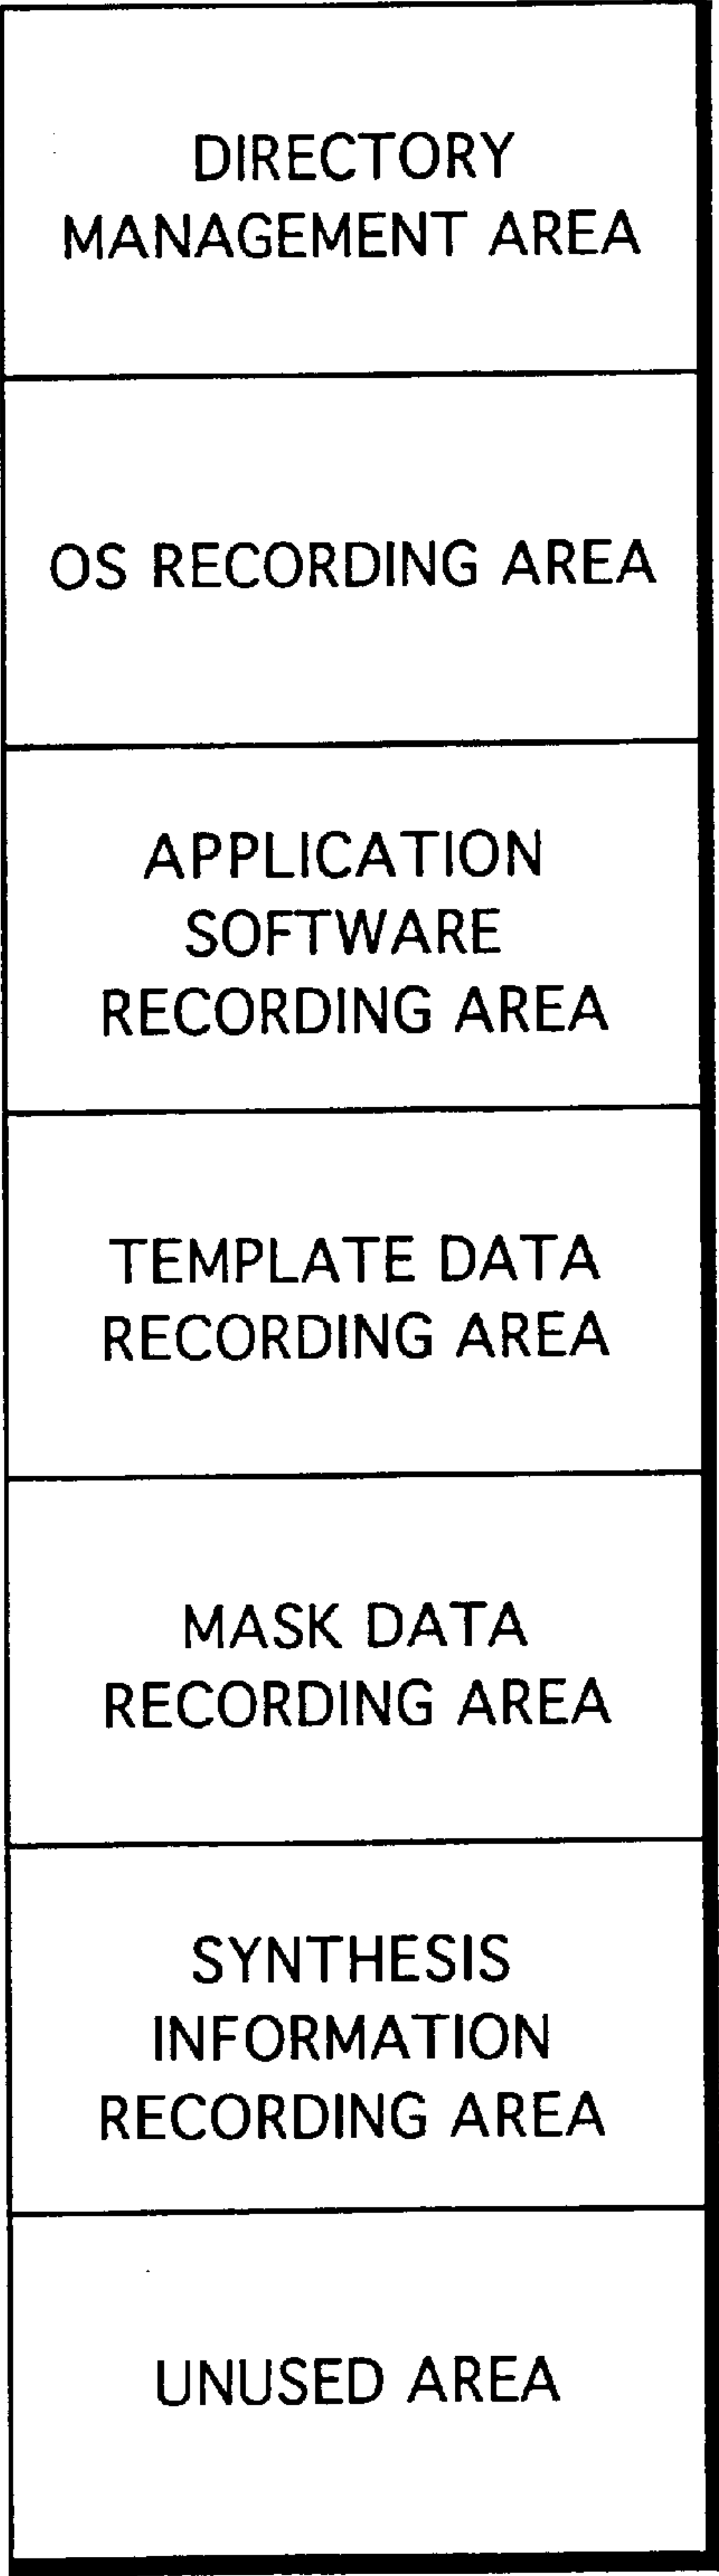 DIRECTORY
MANAGEMENT AREA
OS RECORDING AREA
APPLICATION
SOFTWARE
RECORDING AREA
TEMPLATE DATA
RECORDING AREA
MASK DATA
RECORDING AREA
SYNTHESIS
INFORMATION
RECORDING AREA
UNUSED AREA